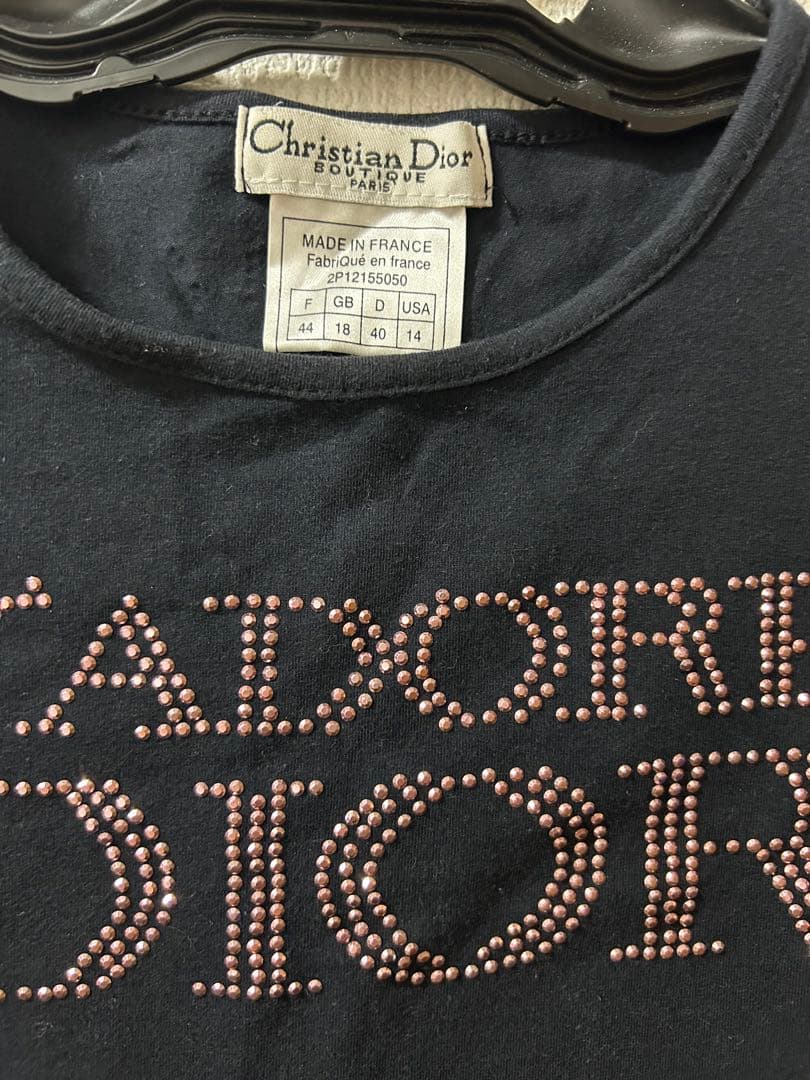 Christian Dior
BOUTIQUE
PARIS
MADE IN FRANCE
FabriQué en france
2P12155050
F GB D USA
44 18 40 14
'ADORE
DIOR